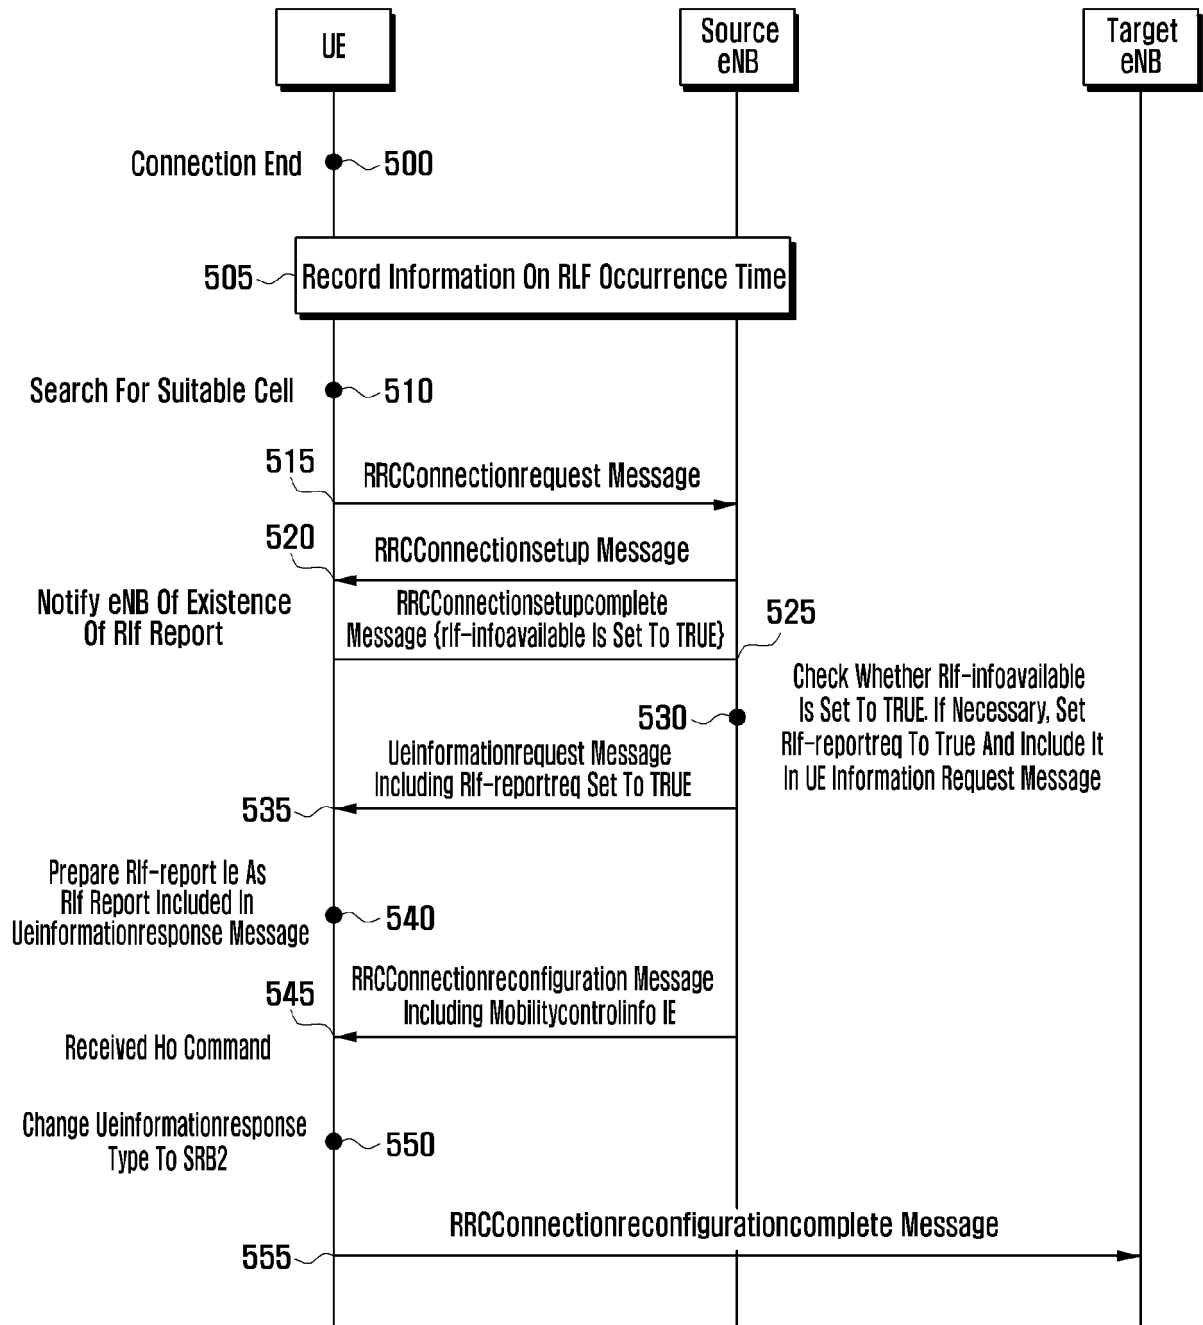 UE
Source
eNB
Target
eNB
Connection End
500
505
Record Information On RLF Occurrence Time
Search For Suitable Cell
510
515
RRCConnectionrequest Message
520
RRCConnectionsetup Message
Notify eNB Of Existence
Of Rlf Report
RRCConnectionsetupcomplete
Message {rlf-infoavailable Is Set To TRUE}
525
530
Check Whether Rlf-infoavailable
Is Set To TRUE. If Necessary, Set
Rlf-reportreq To True And Include It
In UE Information Request Message
Ueinformationrequest Message
Including Rlf-reportreq Set To TRUE
535
Prepare Rlf-report Ie As
Rlf Report Included In
Ueinformationresponse Message
540
RRCConnectionreconfiguration Message
Including Mobilitycontrolinfo IE
545
Received Ho Command
Change Ueinformationresponse
Type To SRB2
550
RRCConnectionreconfigurationcomplete Message
555